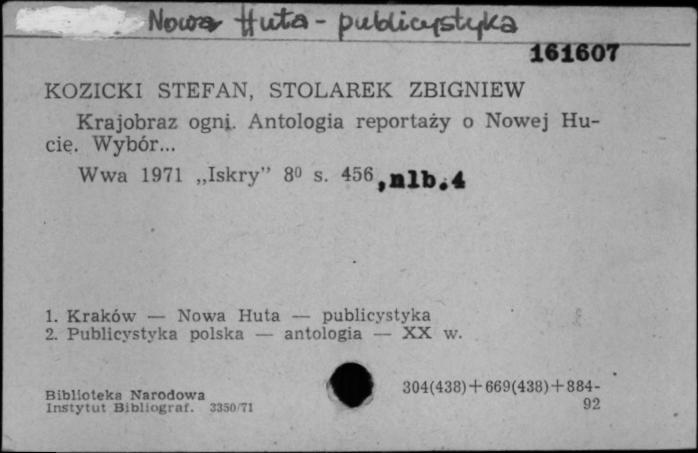 Nowa Huta - publicystyka
161607
KOZICKI STEFAN, STOLAREK ZBIGNIEW
Krajobraz ogni. Antologia reportaży o Nowej Hu-
cie. Wybór...
Wwa 1971 „Iskry” 8⁰ s. 456, nlb. 4
1. Kraków — Nowa Huta — publicystyka
2. Publicystyka polska — antologia — XX w.
304(438)+669(438)+884-
92
Biblioteka Narodowa
Instytut Bibliograf. 3350/71